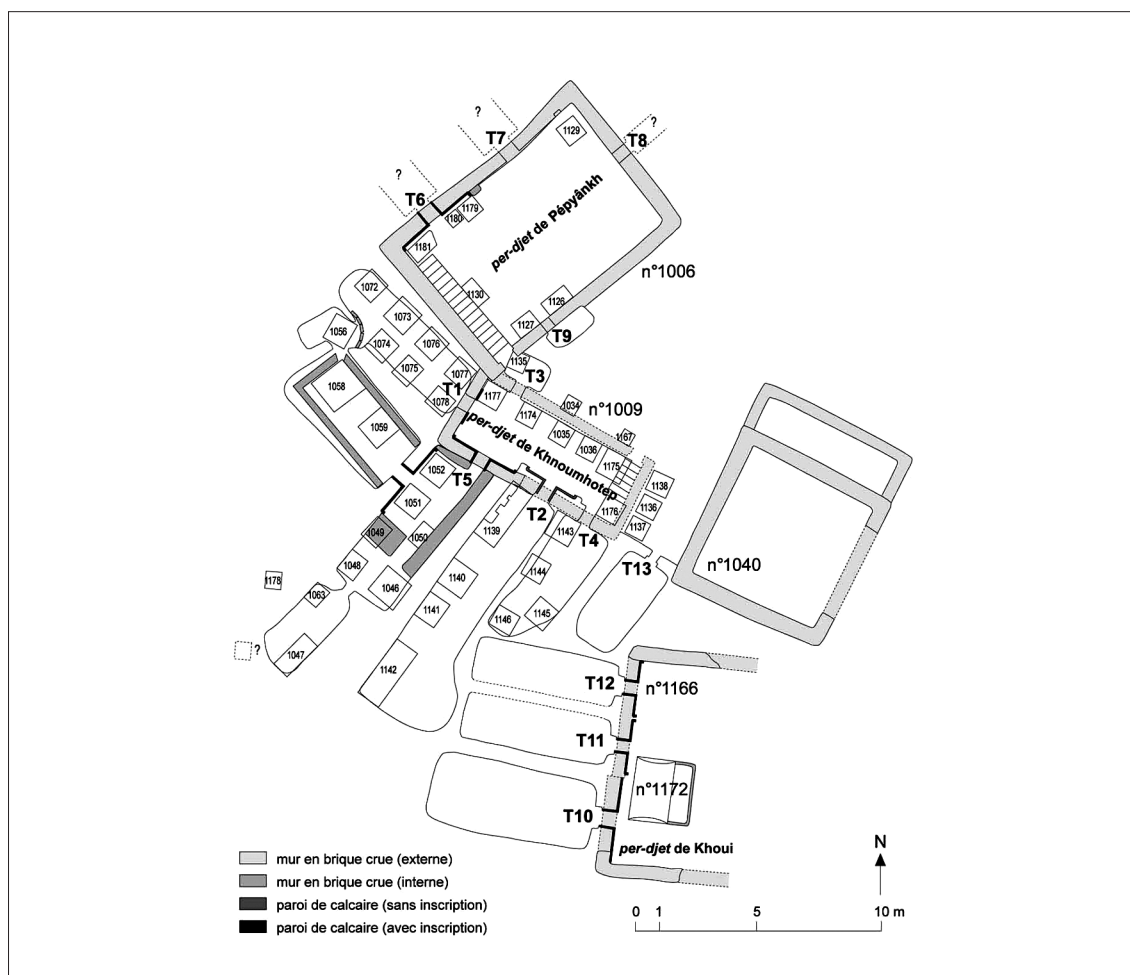 ?
T7
1129
?
T8
?
T6
1179
1180
per-djet de Pépyânkh
1181
n°1006
1072
1130
1126
1073
1127
T9
1056
1074
1076
1135
1075
1077
T3
T1
1058
1078
1177
1034
n°1009
1174
1059
1035
1167
per-djet de Khnoumhotep
1036
1052
1175
T5
1138
1051
1176
1136
T2
1137
1049
1050
1139
1143
T4
1048
T13
n°1040
1178
1144
1063
1046
1140
1141
1146
1145
?
1047
1142
T12
n°1166
T11
n°1172
T10
per-djet de Khoui
N
mur en brique crue (externe)
mur en brique crue (interne)
paroi de calcaire (sans inscription)
paroi de calcaire (avec inscription)
0 1 5 10 m